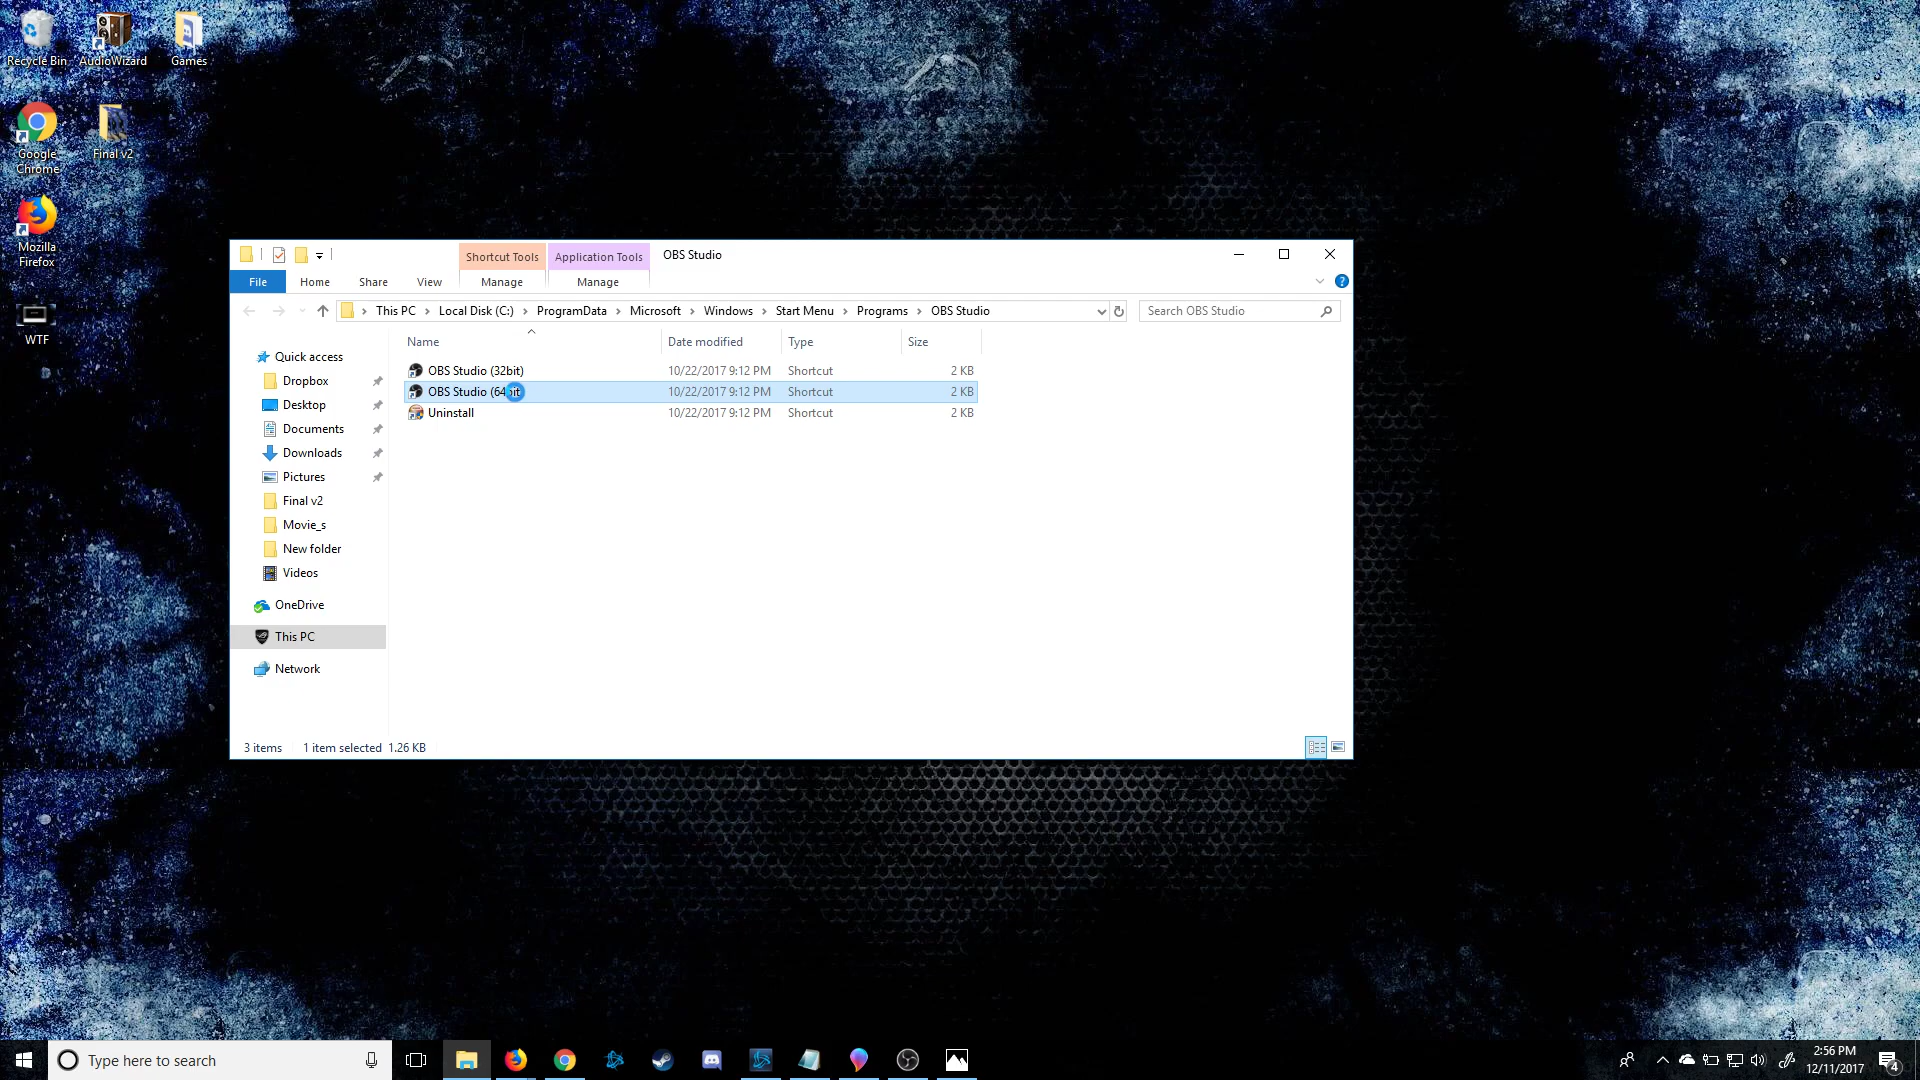 Recycle Bin
AudioWizard
Games
Google Chrome
Final v2
Mozilla Firefox
WTF
Shortcut Tools
Application Tools
OBS Studio
File
Home
Share
View
Manage
Manage
This PC
Local Disk (C:)
ProgramData
Microsoft
Windows
Start Menu
Programs
OBS Studio
Search OBS Studio
Name
Date modified
Type
Size
OBS Studio (32bit)
10/22/2017 9:12 PM
Shortcut
2 KB
OBS Studio (64bit
10/22/2017 9:12 PM
Shortcut
2 KB
Uninstall
10/22/2017 9:12 PM
Shortcut
2 KB
Quick access
Dropbox
Desktop
Documents
Downloads
Pictures
Final v2
Movie_s
New folder
Videos
OneDrive
This PC
Network
3 items
1 item selected 1.26 KB
Type here to search
2:56 PM
12/11/2017
4